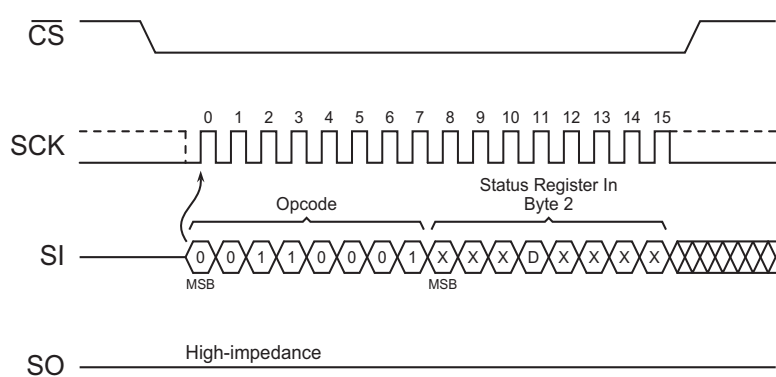 CS
0 1 2 3 4 5 6 7 8 9 10 11 12 13 14 15
SCK
Status Register In
Byte 2
Opcode
SI 0 0 1 1 0 0 0 1 X X X D X X X X
MSB MSB
High-impedance
SO